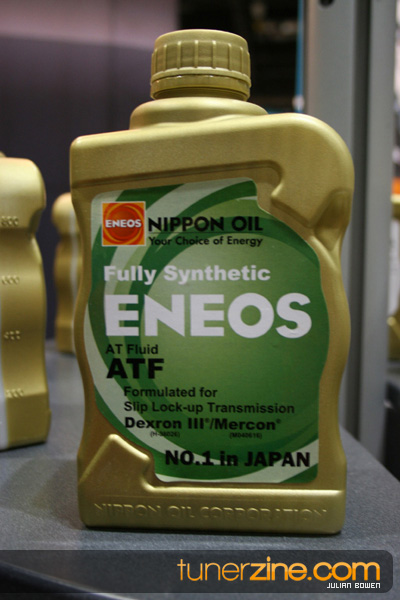 ENEOS NIPPON OIL
Your Choice of Energy
Fully Synthetic
ENEOS
AT Fluid
ATF
Formulated for
Slip Lock-up Transmission
Dexron III®/Mercon®
NO.1 in JAPAN
NIPPON OIL CORPORATION
tunerzine.com
JULIAN BOWEN